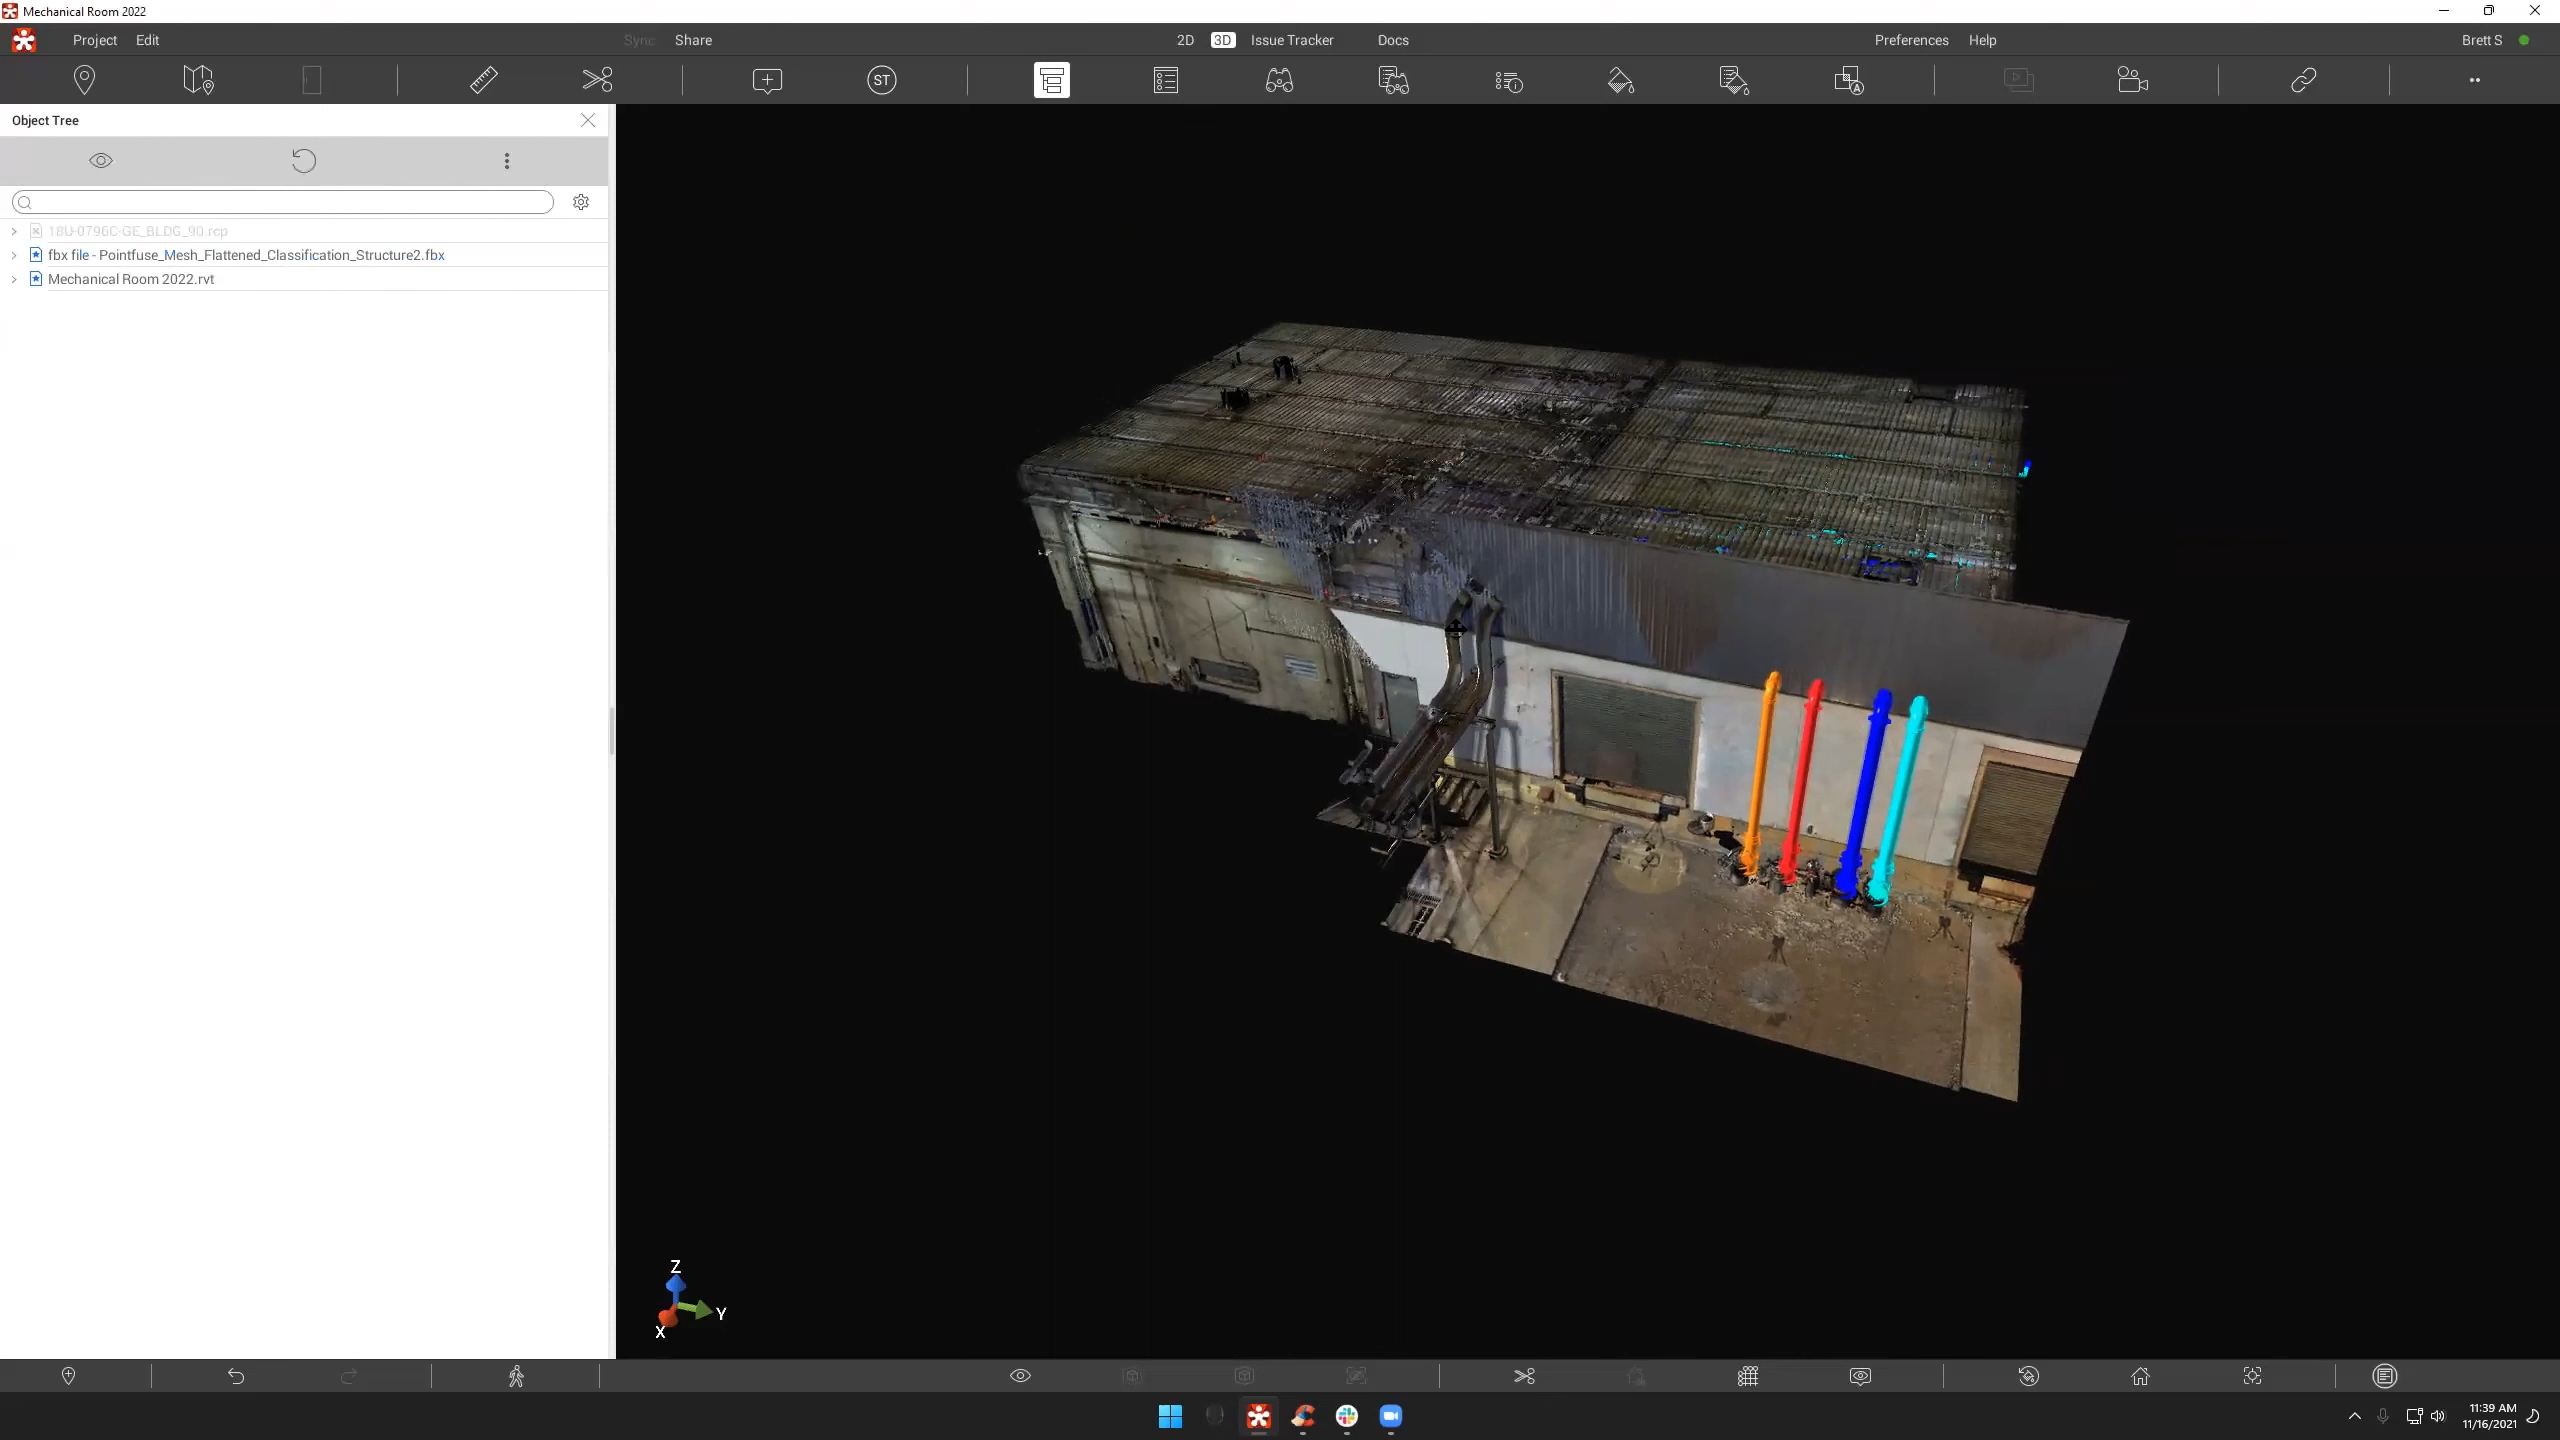 Mechanical Room 2022
Project Edit Sync Share 2D 3D Issue Tracker Docs Preferences Help Brett S
ST
A
Object Tree
18U-0796C-GE_BLDG_90.rcp
fbx file - Pointfuse_Mesh_Flattened_Classification_Structure2.fbx
Mechanical Room 2022.rvt
Z
Y
X
11:39 AM
11/16/2021